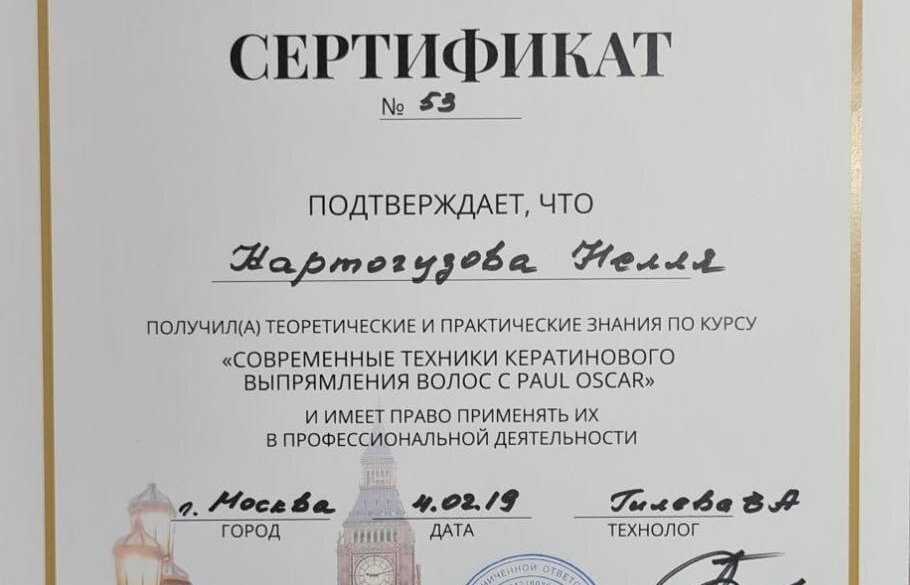 СЕРТИФИКАТ
№ 53
ПОДТВЕРЖДАЕТ, ЧТО
Нартогудова Нелля
ПОЛУЧИЛ(А) ТЕОРЕТИЧЕСКИЕ И ПРАКТИЧЕСКИЕ ЗНАНИЯ ПО КУРСУ
«СОВРЕМЕННЫЕ ТЕХНИКИ КЕРАТИНОВОГО
ВЫПРЯМЛЕНИЯ ВОЛОС С PAUL OSCAR»
И ИМЕЕТ ПРАВО ПРИМЕНЯТЬ ИХ
В ПРОФЕССИОНАЛЬНОЙ ДЕЯТЕЛЬНОСТИ
г. Москва 4.02.19 Гилева В А
ГОРОД ДАТА ТЕХНОЛОГ